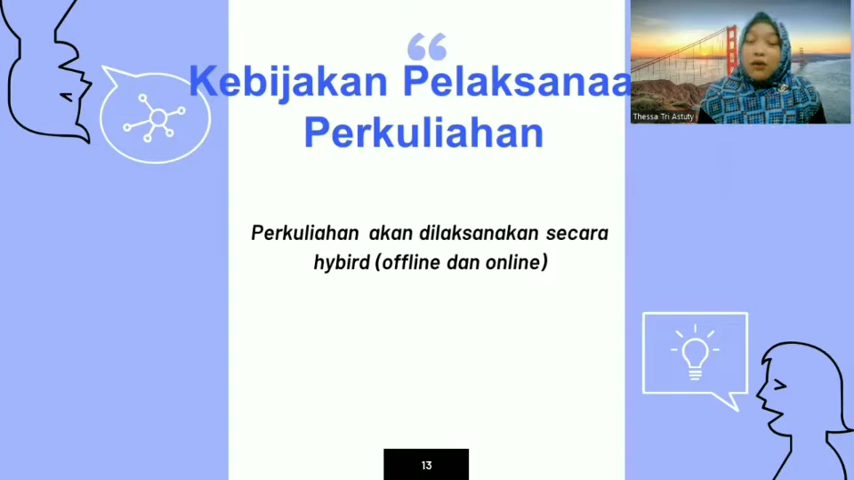 “
Kebijakan Pelaksanaa
Perkuliahan
Thessa Tri Astuty
Perkuliahan akan dilaksanakan secara
hybird (offline dan online)
13